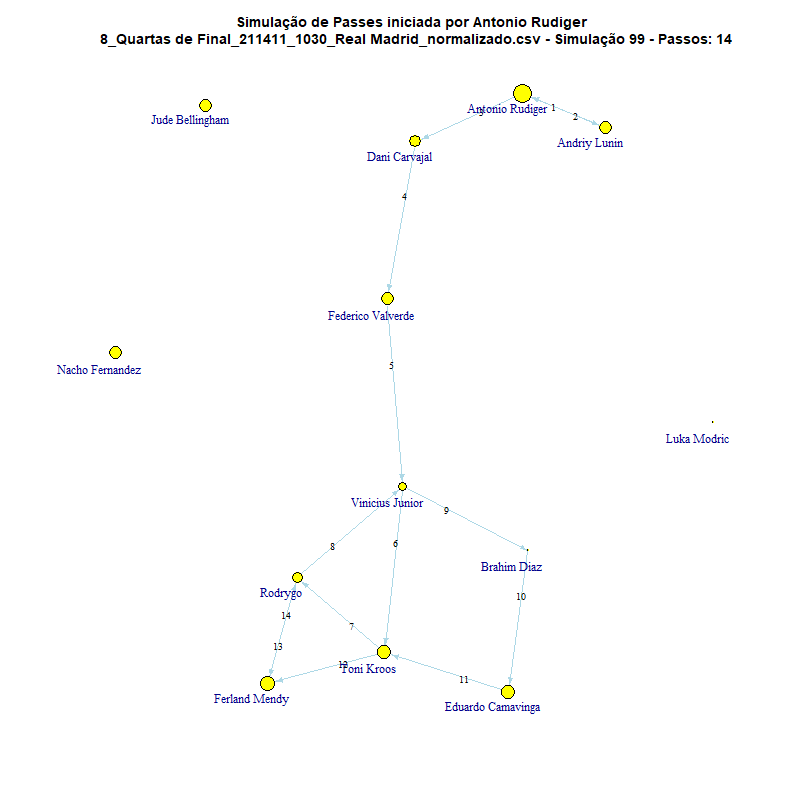 Simulação de Passes iniciada por Antonio Rudiger
8_Quartas de Final_211411_1030_Real Madrid_normalizado.csv - Simulação 99 - Passos: 14
Jude Bellingham
Antonio Rudiger
1
2
Andriy Lunin
Dani Carvajal
4
Federico Valverde
5
Nacho Fernandez
Luka Modric
Vinicius Junior
9
6
8
Brahim Diaz
Rodrygo
10
14
7
13
12
Toni Kroos
11
Ferland Mendy
Eduardo Camavinga